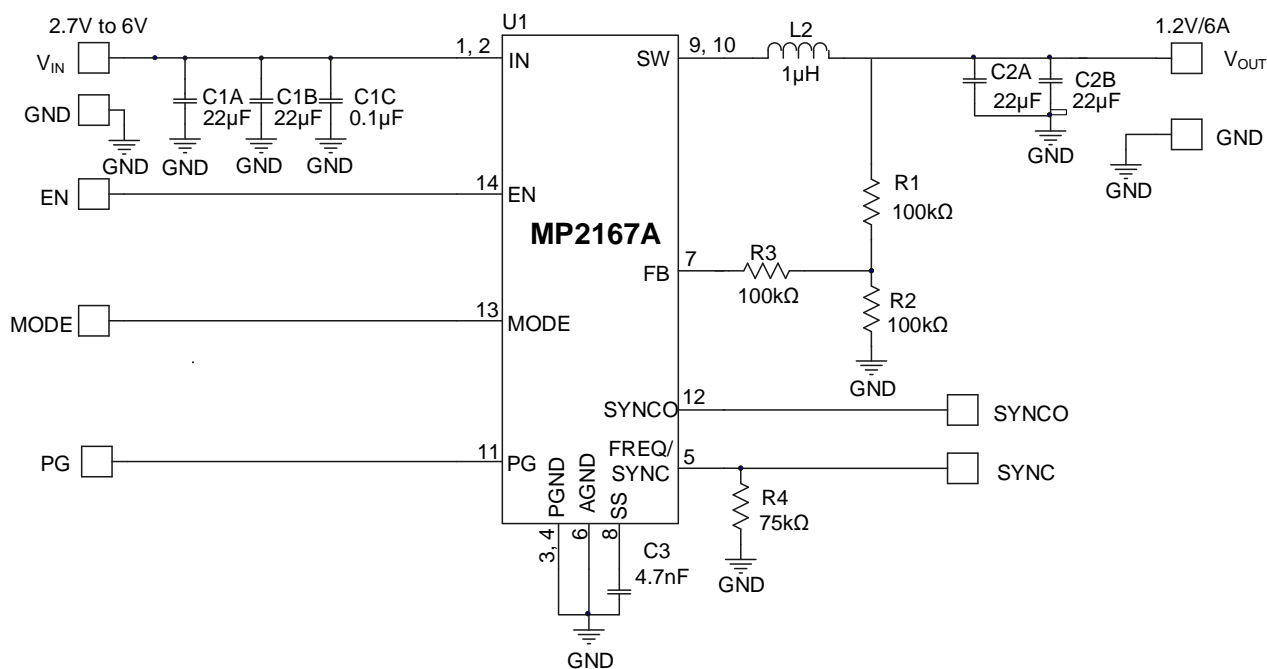 2.7V to 6V
U1
1.2V/6A
L2
1, 2
9, 10
VIN
IN
SW
1µH
VOUT
C1A
22µF
C1B
22µF
C1C
0.1µF
C2A
22µF
C2B
22µF
GND
GND
GND
GND
GND
GND
GND
GND
EN
14
EN
R1
100kΩ
MP2167A
7
FB
R3
100kΩ
R2
100kΩ
MODE
13
MODE
GND
12
SYNCO
SYNCO
PG
11
PG
FREQ/
SYNC
5
SYNC
PGND
AGND
SS
3, 4
6
8
R4
75kΩ
C3
4.7nF
GND
GND